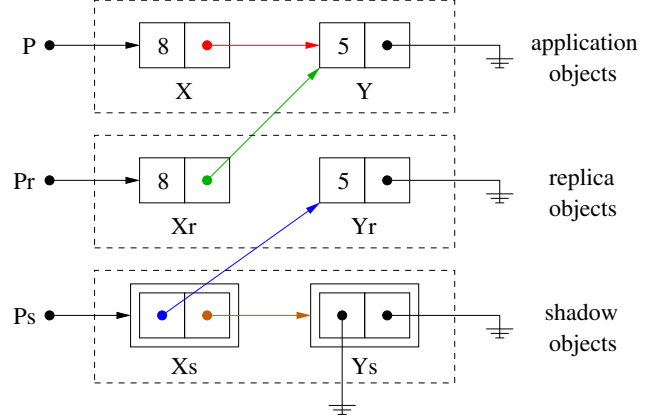 P 8 5 application
objects
X Y
Pr 8 5 replica
objects
Xr Yr
Ps shadow
objects
Xs Ys